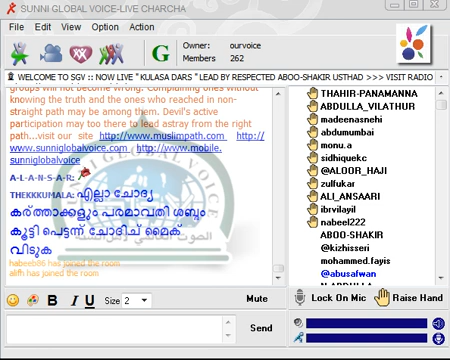 SUNNI GLOBAL VOICE-LIVE CHARCHA
File Edit View Option Action
G
Owner: ourvoice
Members 262
WELCOME TO SGV :: NOW LIVE " KULASA DARS " LEAD BY RESPECTED ABOO-SHAKIR USTHAD >>> VISIT RADIO
groups will not become wrong. Complaining ones without
knowing the truth and the ones who reached in non-
straight path may be among them. Devil's active
participation may too there to lead astray from the right
path...visit our site http://www.muslimpath.com http://
www.sunniglobalvoice.com , http://www.mobile.
sunniglobalvoice
A-L-A-N-S-A-R:
THEKKKUMALA: എല്ലാ ചോദ്യ
കര്ത്താക്കളും പരമാവതി ശബ്ദം
കൂട്ടി പെട്ടന്ന് ചോദിച് മൈക്
വിടുക
habeeb86 has joined the room
alifh has joined the room
THAHIR-PANAMANNA
ABDULLA_VILATHUR
madeenasnehi
abdumumbai
monu.a
sidhiquekc
@ALOOR_HAJI
zulfukar
ALI_ANSAARI
ibrvilayil
nabeel222
ABOO-SHAKIR
@kizhisseri
mohammed.fayis
@abusafwan
B I U Size 2 Mute
Lock On Mic Raise Hand
Send